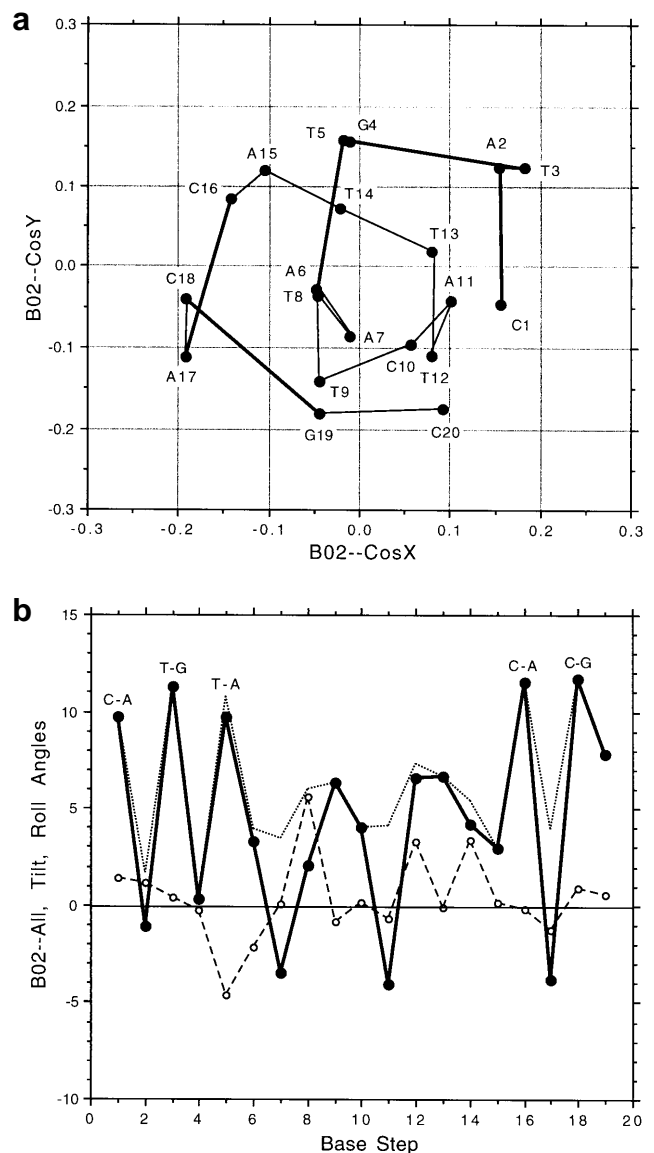 a
0.3
0.2
0.1
0.0
-0.1
-0.2
-0.3
B02--CosY
T5 G4 A2
T3
A15
C16 T14
T13
A6 A11
C18 T8
A7 C1
C10
A17 T12
T9
G19 C20
-0.3 -0.2 -0.1 0.0 0.1 0.2 0.3
B02--CosX
b
15
10
5
0
-5
-10
B02--All, Tilt, Roll Angles
C-A T-G T-A C-A C-G
0 2 4 6 8 10 12 14 16 18 20
Base Step